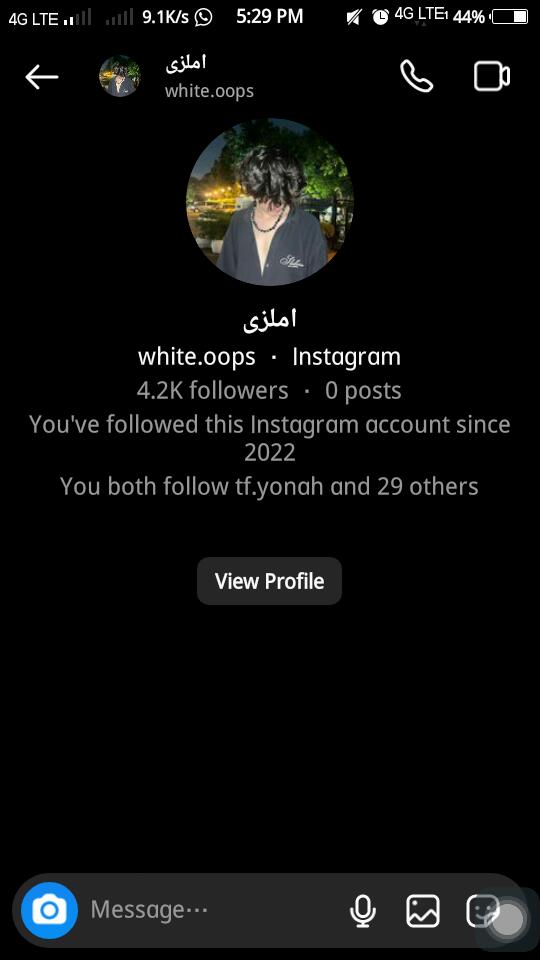 4G LTE 9.1K/s 5:29 PM 4G LTE 44%
املزی
white.oops
املزی
white.oops · Instagram
4.2K followers · 0 posts
You've followed this Instagram account since
2022
You both follow tf.yonah and 29 others
View Profile
Message···